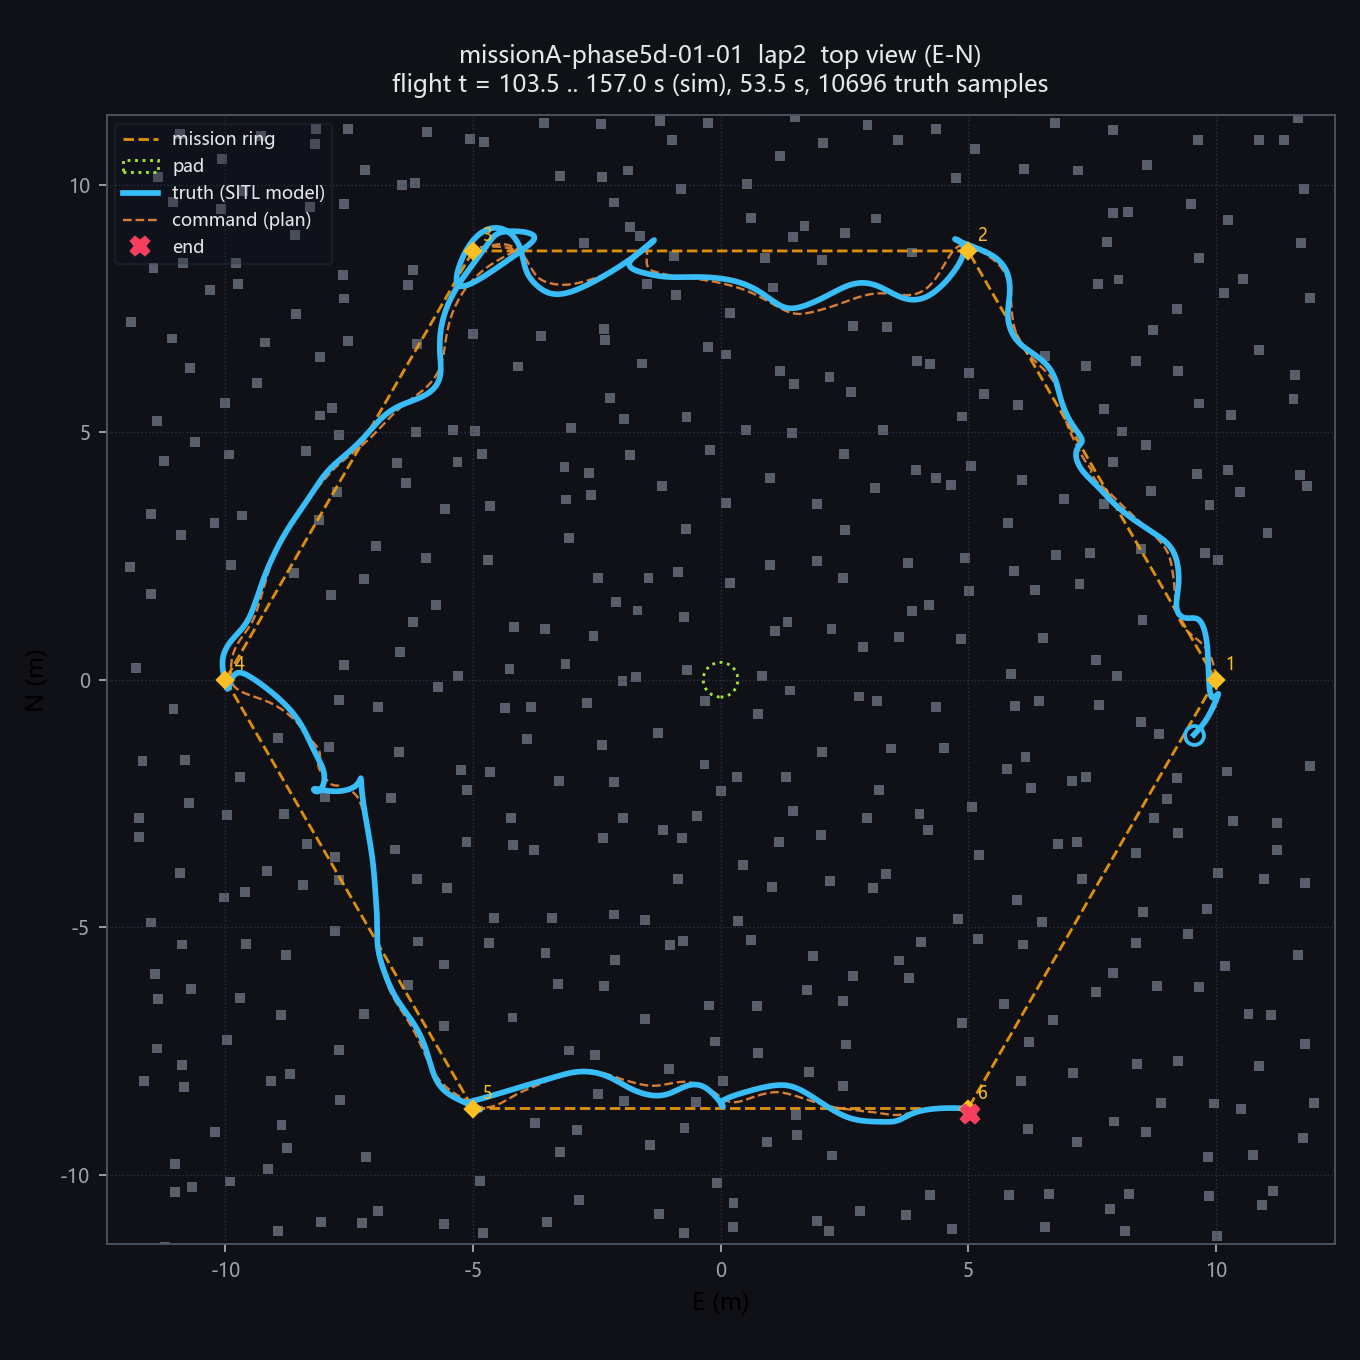 missionA-phase5d-01-01 lap2 top view (E-N)
flight t = 103.5 .. 157.0 s (sim), 53.5 s, 10696 truth samples
mission ring
pad
truth (SITL model)
command (plan)
end
10
5
0
-5
-10
N (m)
3
2
4
1
5
6
-10
-5
0
5
10
E (m)